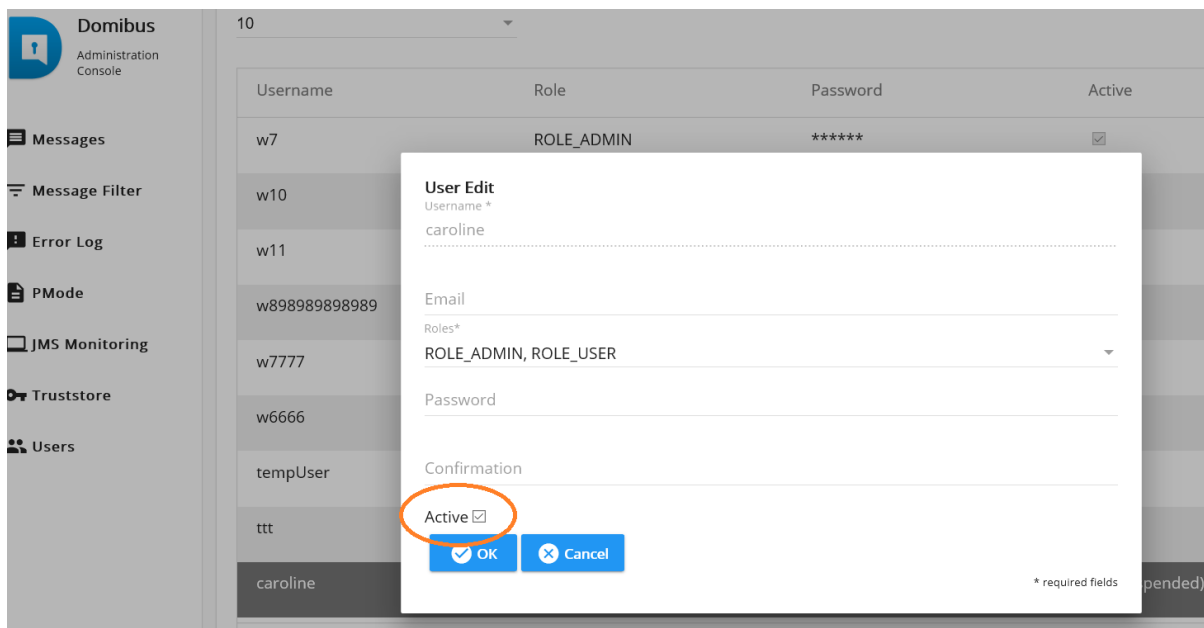 Domibus
Administration
Console
Messages
Message Filter
Error Log
PMode
JMS Monitoring
Truststore
Users
10
Username Role Password Active
w7 ROLE_ADMIN ******
w10
w11
w898989898989
w7777
w6666
tempUser
ttt
caroline pended)
User Edit
Username *
caroline
Email
Roles*
ROLE_ADMIN, ROLE_USER
Password
Confirmation
Active
OK Cancel
* required fields